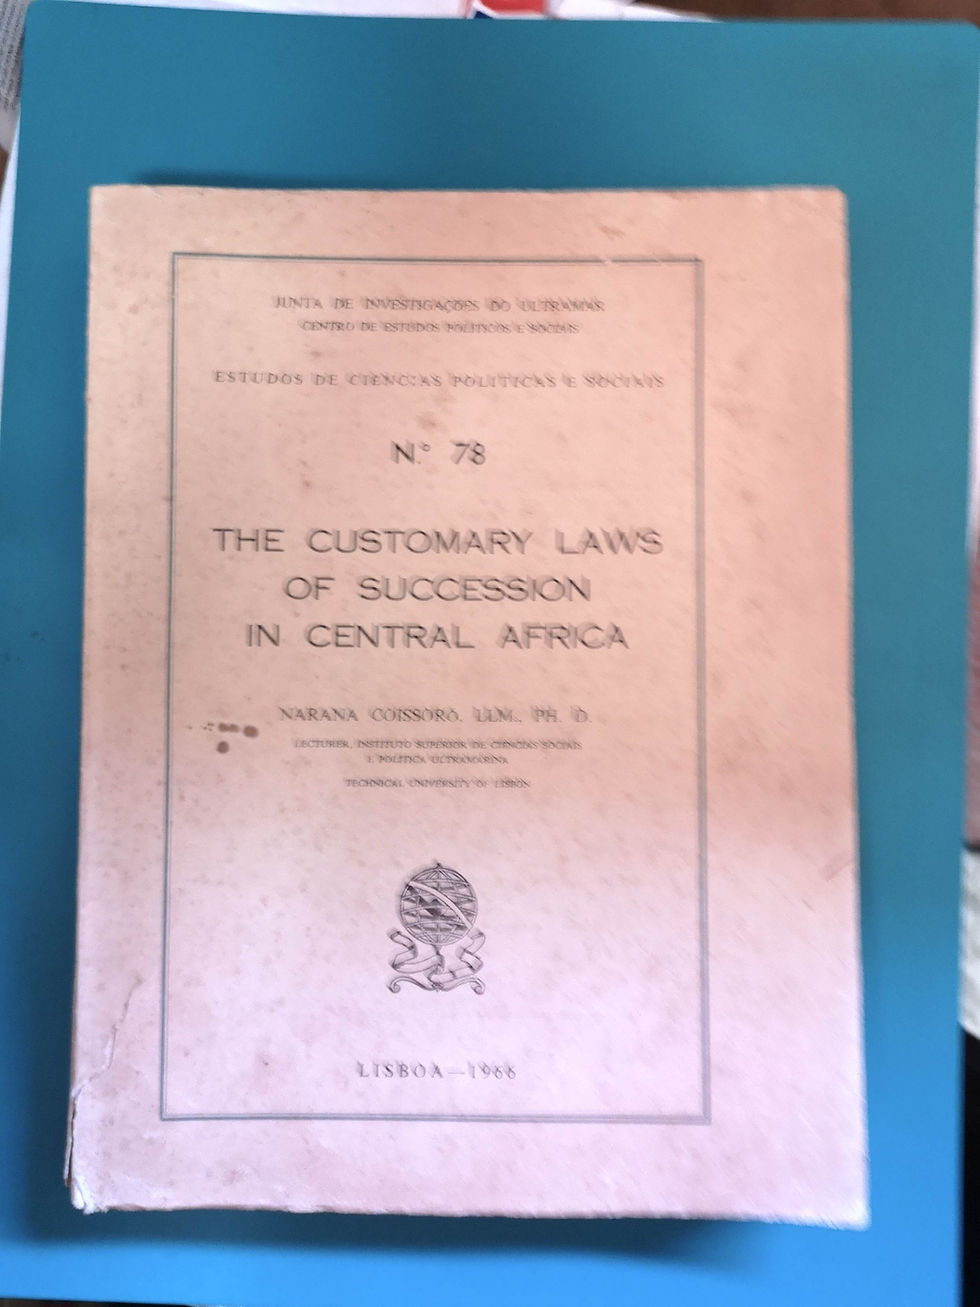 JUNTA DE INVESTIGAÇÕES DO ULTRAMAR
CENTRO DE ESTUDOS POLÍTICOS E SOCIAIS
ESTUDOS DE CIÊNCIAS POLÍTICAS E SOCIAIS
N.º 78
THE CUSTOMARY LAWS
OF SUCCESSION
IN CENTRAL AFRICA
NARANA COISSORÓ, LLM., PH. D.
LECTURER, INSTITUTO SUPERIOR DE CIÊNCIAS SOCIAIS
E POLÍTICA ULTRAMARINA
TECHNICAL UNIVERSITY OF LISBON
LISBOA—1966